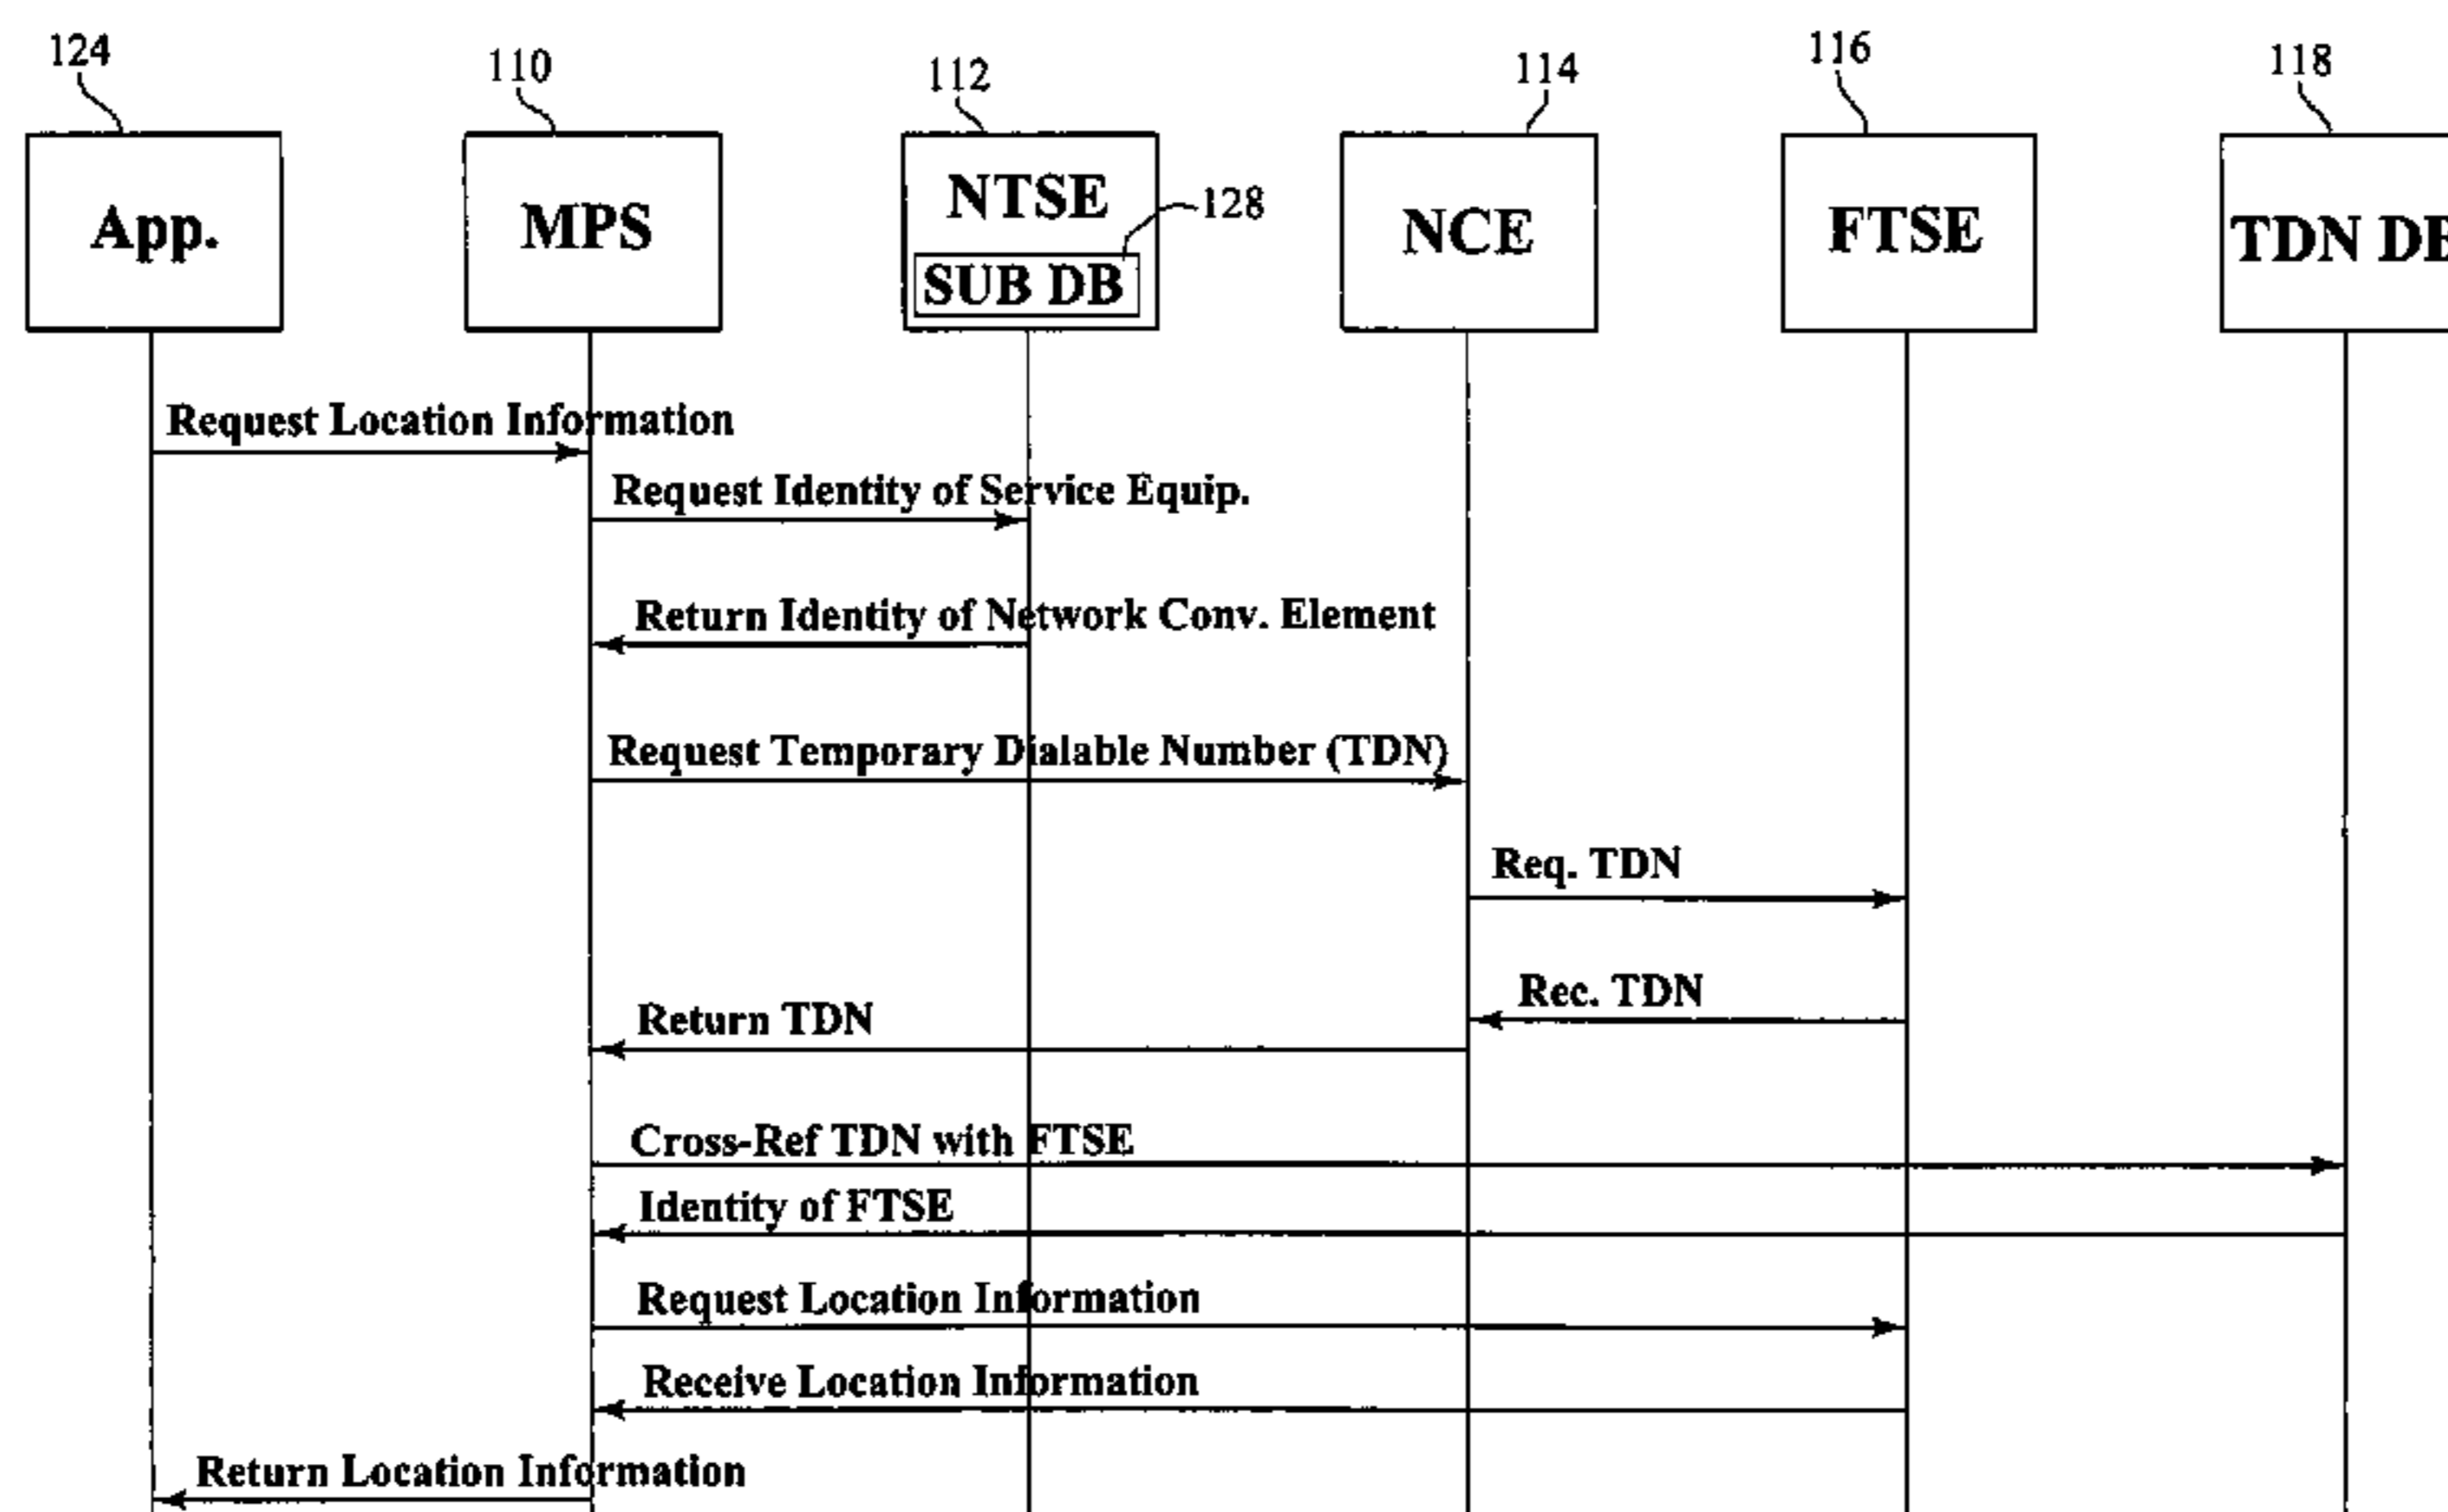 124
110
112
114
116
118
App.
MPS
NTSE
128
SUB DB
NCE
FTSE
TDN DB
Request Location Information
Request Identity of Service Equip.
Return Identity of Network Conv. Element
Request Temporary Dialable Number (TDN)
Req. TDN
Rec. TDN
Return TDN
Cross-Ref TDN with FTSE
Identity of FTSE
Request Location Information
Receive Location Information
Return Location Information